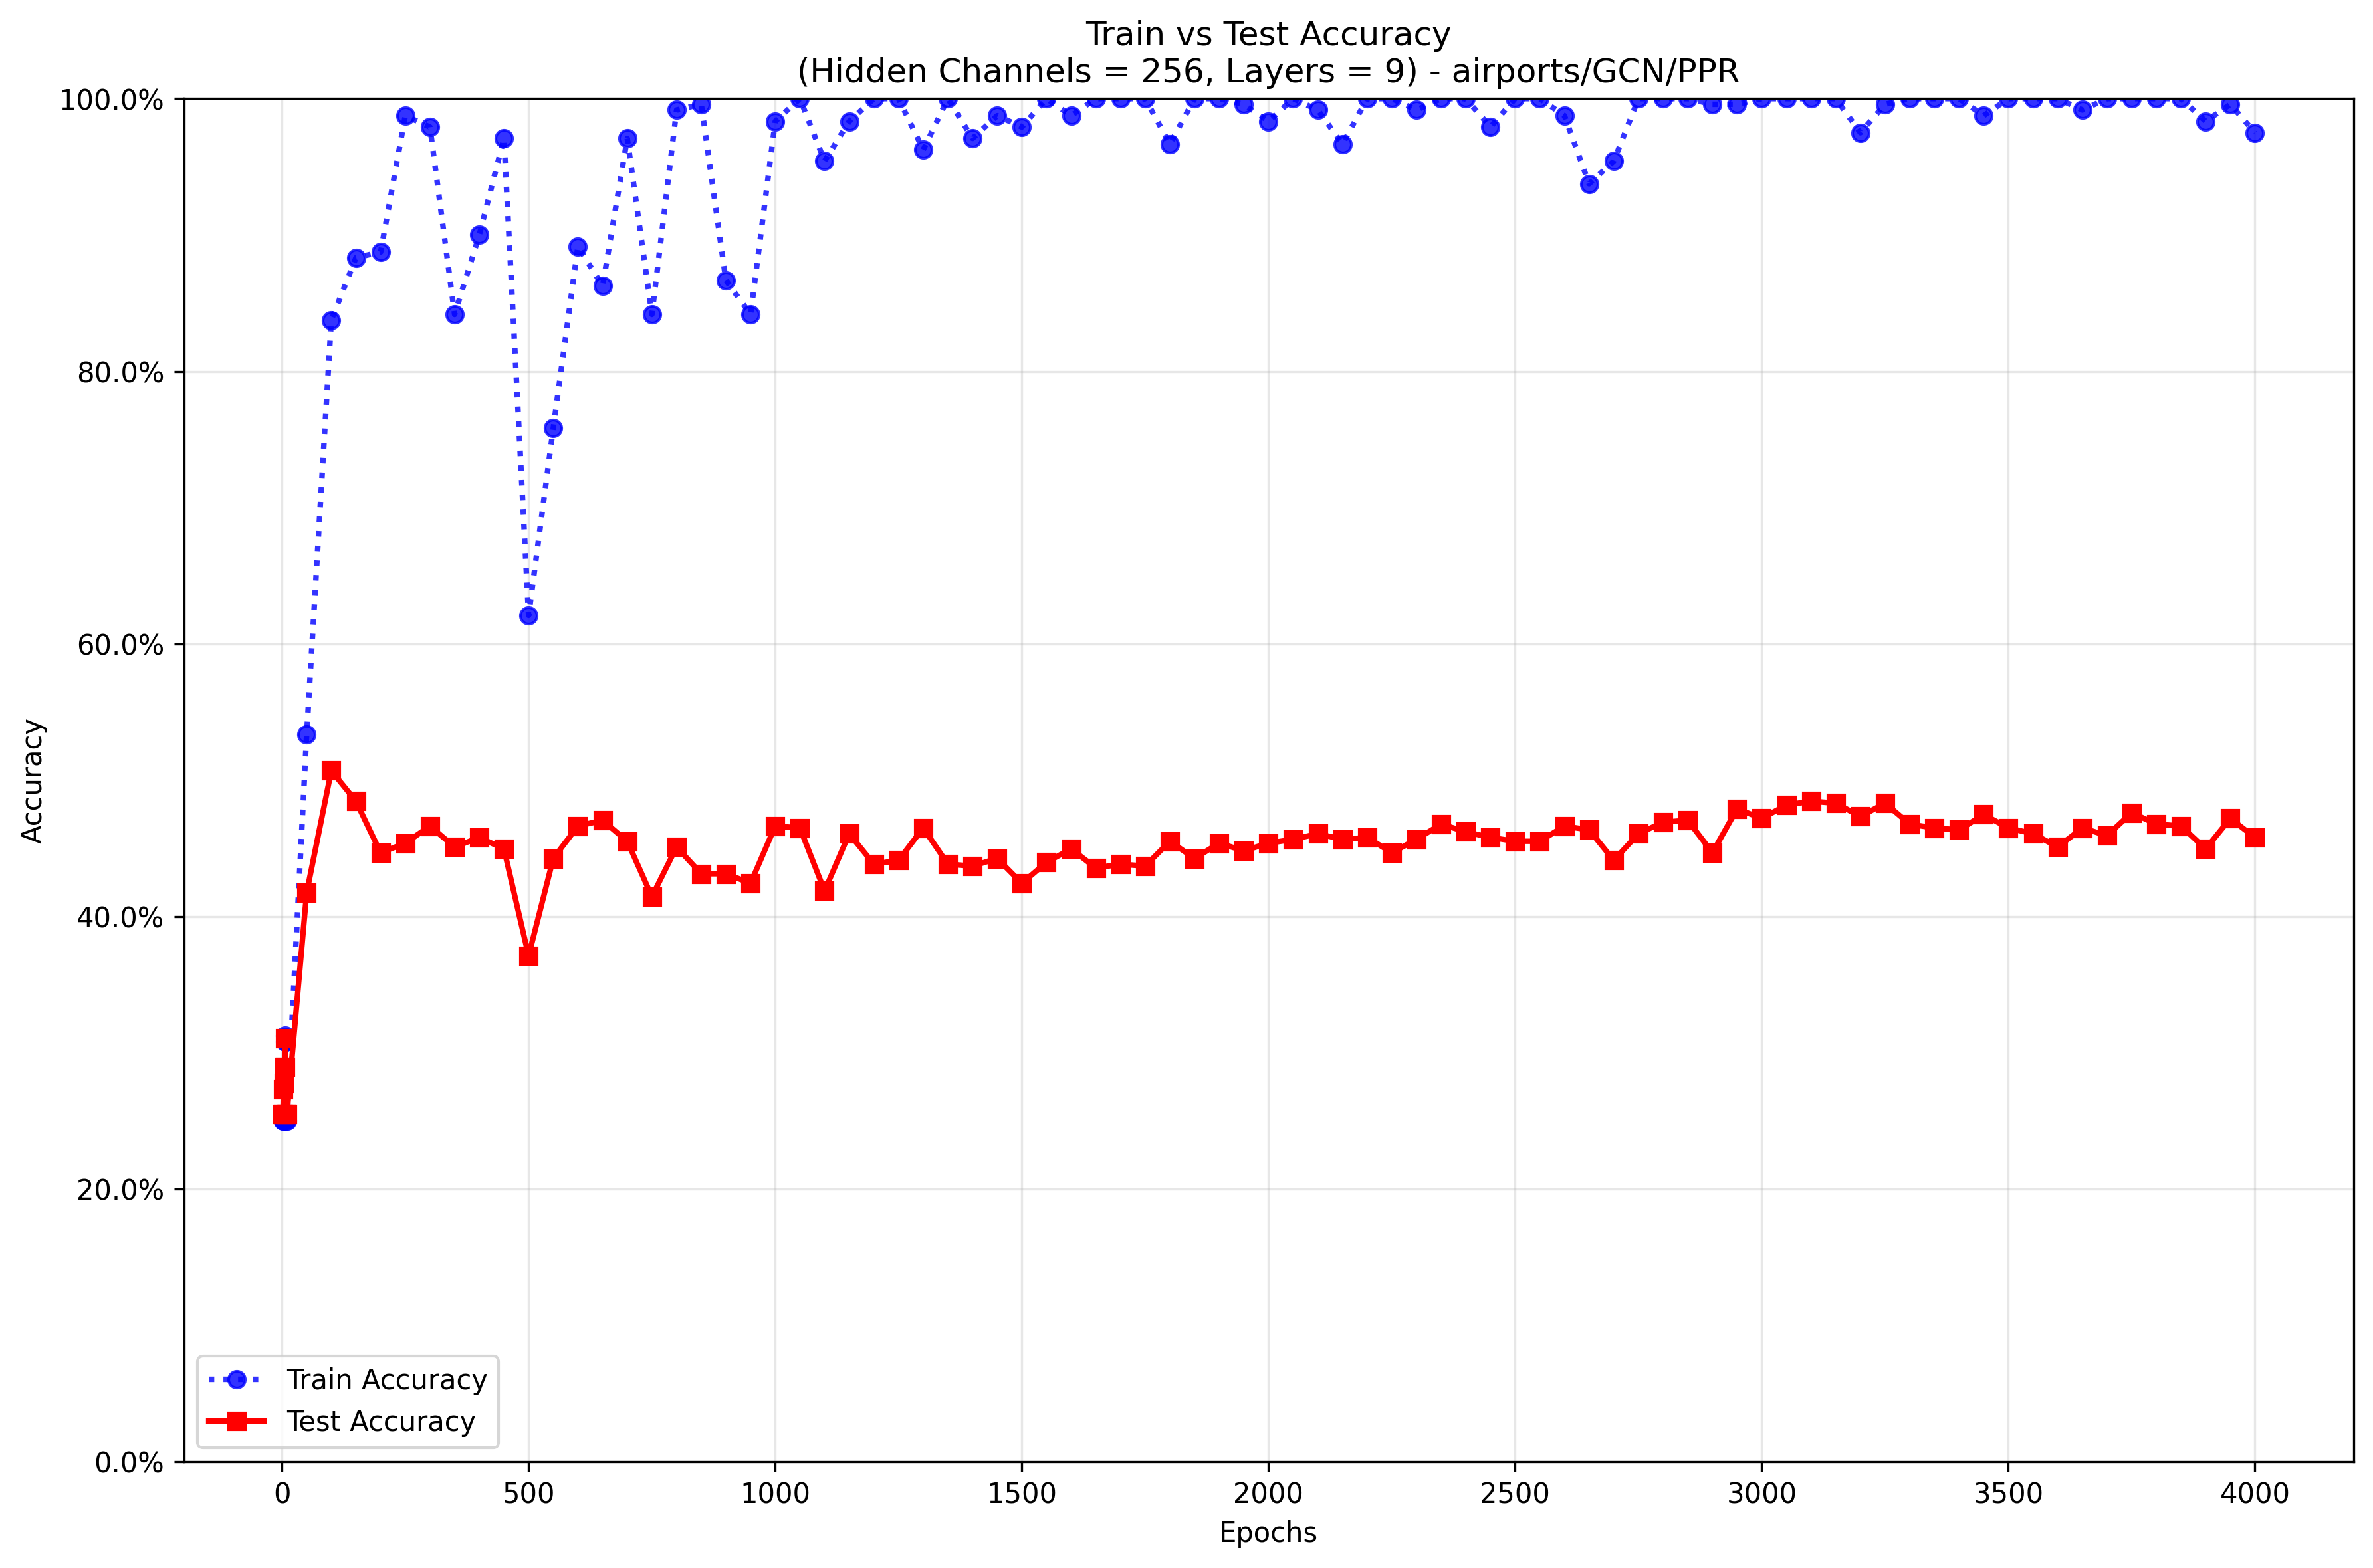 Train vs Test Accuracy
(Hidden Channels = 256, Layers = 9) - airports/GCN/PPR
100.0%
80.0%
60.0%
40.0%
20.0%
0.0%
Accuracy
Train Accuracy
Test Accuracy
0 500 1000 1500 2000 2500 3000 3500 4000
Epochs